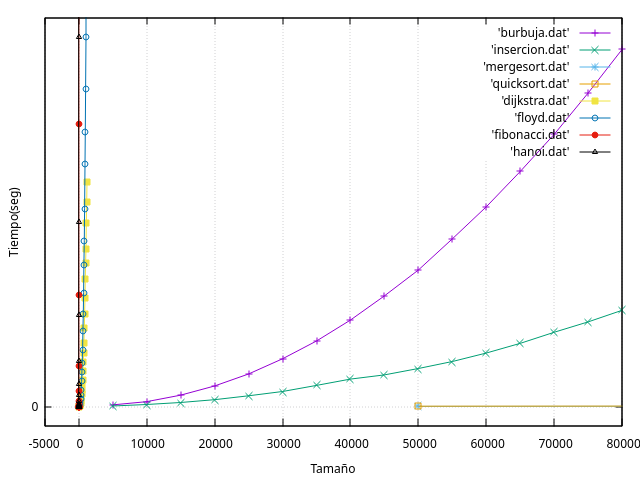 'burbuja.dat'
'insercion.dat'
'mergesort.dat'
'quicksort.dat'
'dijkstra.dat'
'floyd.dat'
'fibonacci.dat'
'hanoi.dat'
Tiempo(seg)
0
-5000 0 10000 20000 30000 40000 50000 60000 70000 80000
Tamaño